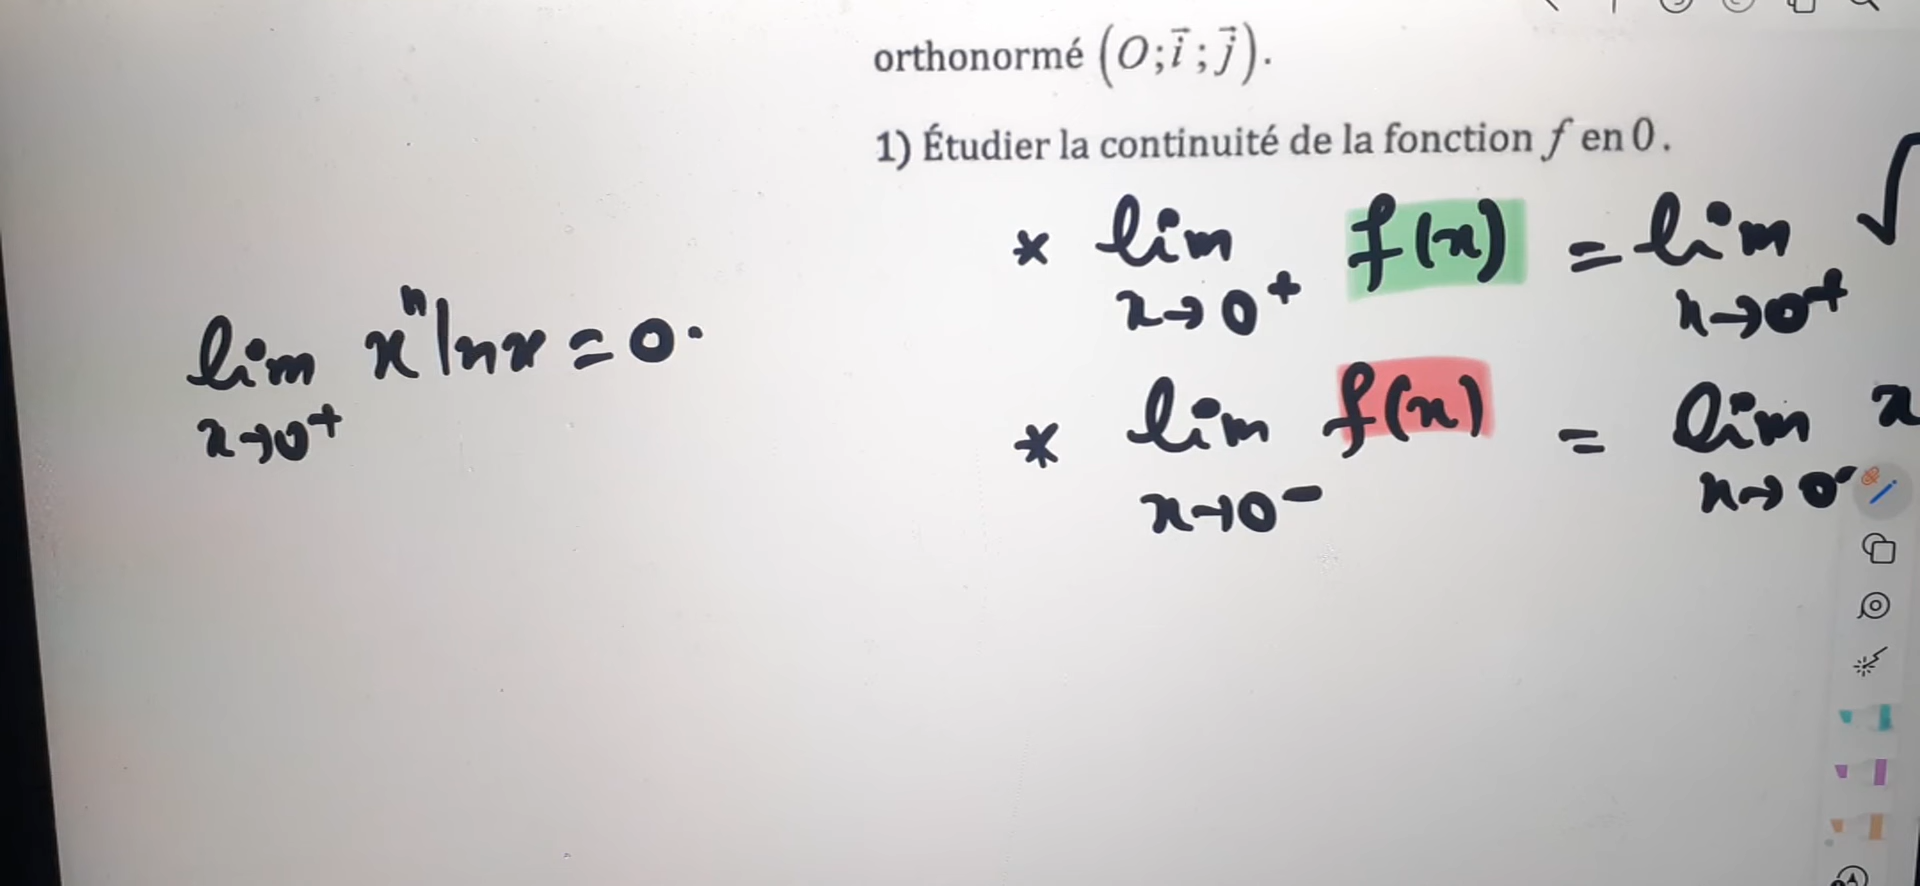 orthonormé (O; i⃗ ; j⃗).
1) Étudier la continuité de la fonction f en 0.
* lim f(x) = lim √
x→0⁺ x→0⁺
lim xⁿ ln x = 0.
x→0⁺
* lim f(x) = lim x
x→0⁻ x→0⁻